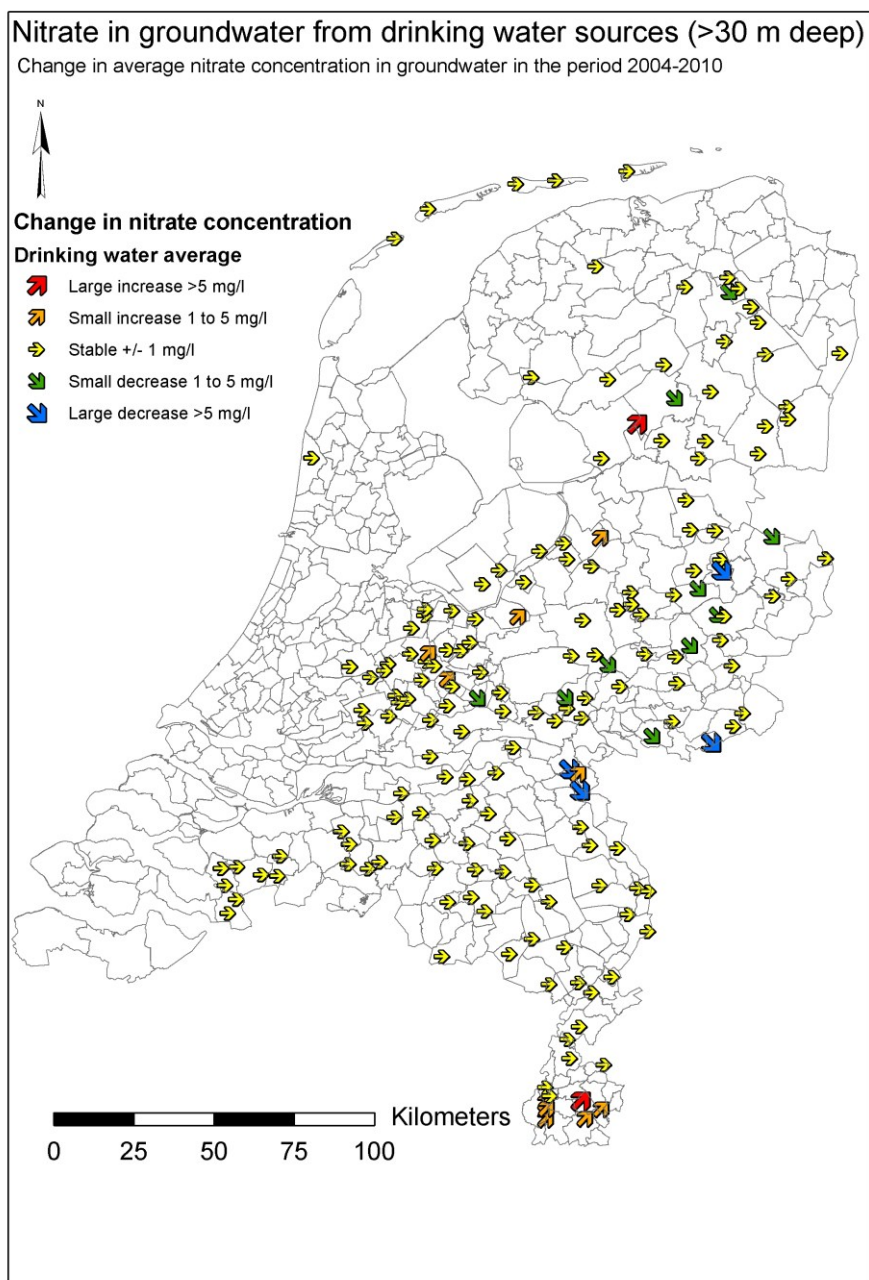 Nitrate in groundwater from drinking water sources (>30 m deep)
Change in average nitrate concentration in groundwater in the period 2004-2010
N
Change in nitrate concentration
Drinking water average
Large increase >5 mg/l
Small increase 1 to 5 mg/l
Stable +/- 1 mg/l
Small decrease 1 to 5 mg/l
Large decrease >5 mg/l
Kilometers
0 25 50 75 100